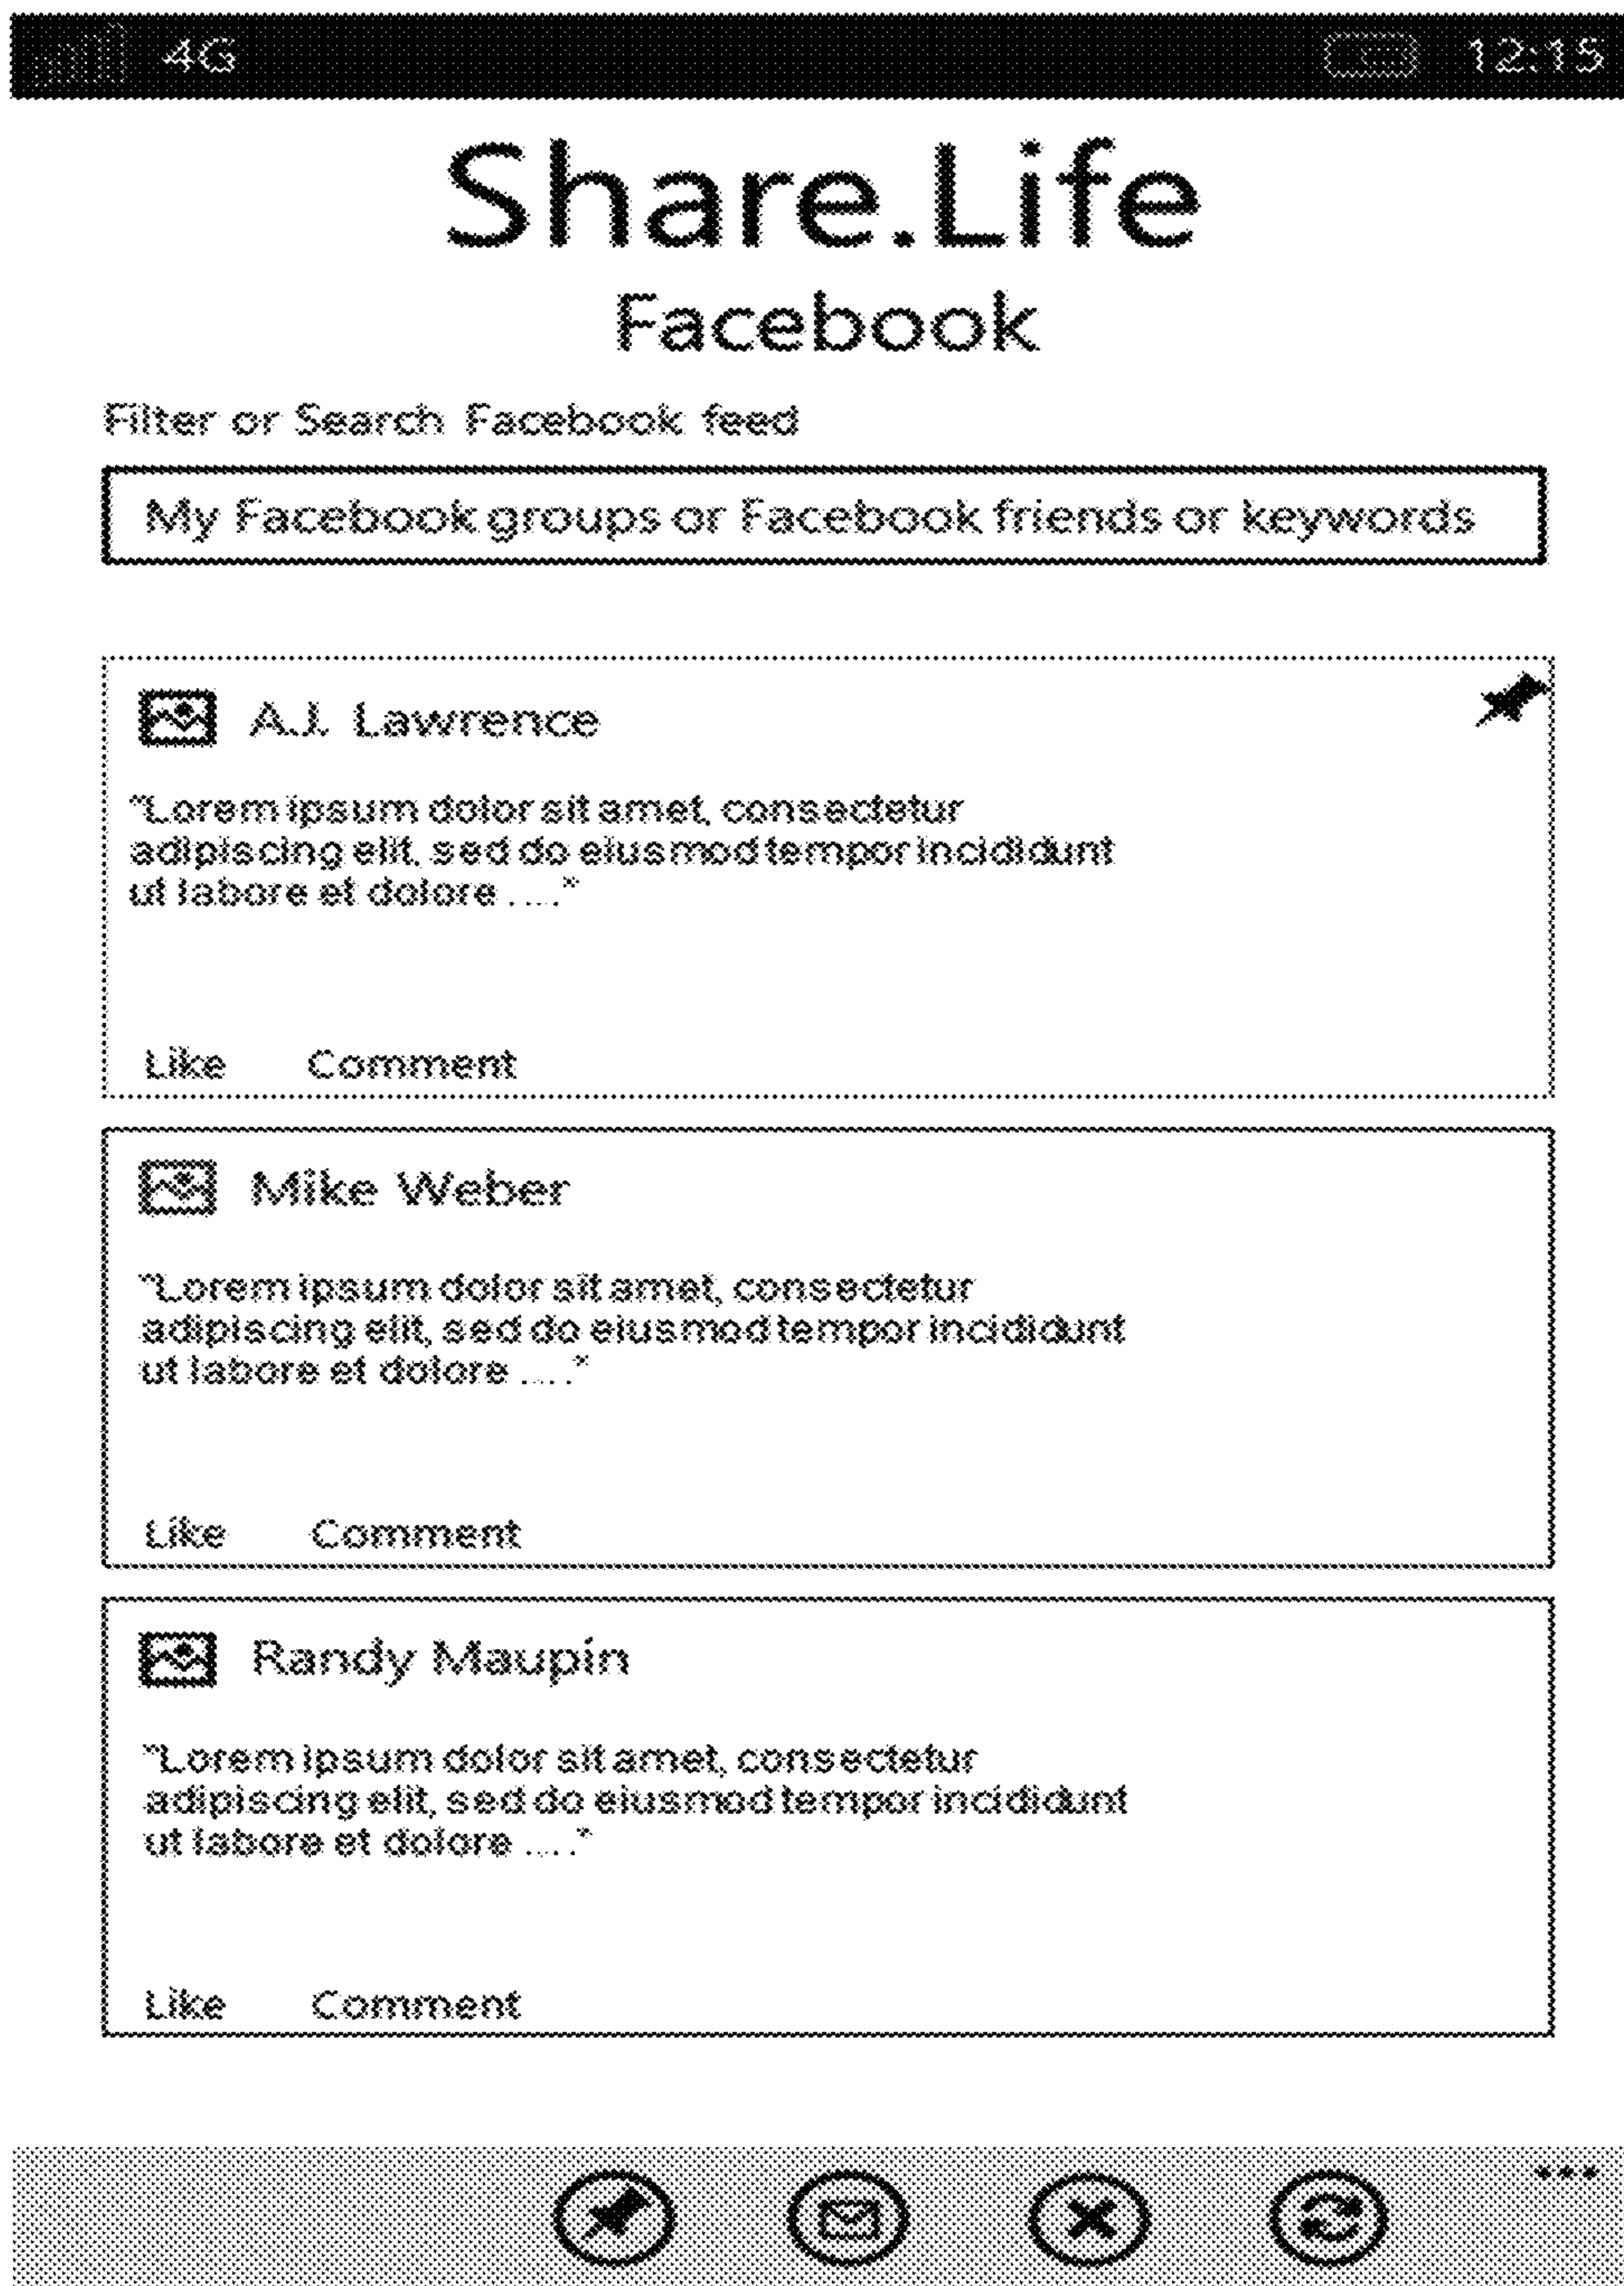 4G 12:15
Share.Life
Facebook
Filter or Search Facebook feed
My Facebook groups or Facebook friends or keywords
A.J. Lawrence
"Lorem ipsum dolor sit amet, consectetur
adipiscing elit, sed do eiusmod tempor incididunt
ut labore et dolore ...."
Like Comment
Mike Weber
"Lorem ipsum dolor sit amet, consectetur
adipiscing elit, sed do eiusmod tempor incididunt
ut labore et dolore ...."
Like Comment
Randy Maupin
"Lorem ipsum dolor sit amet, consectetur
adipiscing elit, sed do eiusmod tempor incididunt
ut labore et dolore ...."
Like Comment